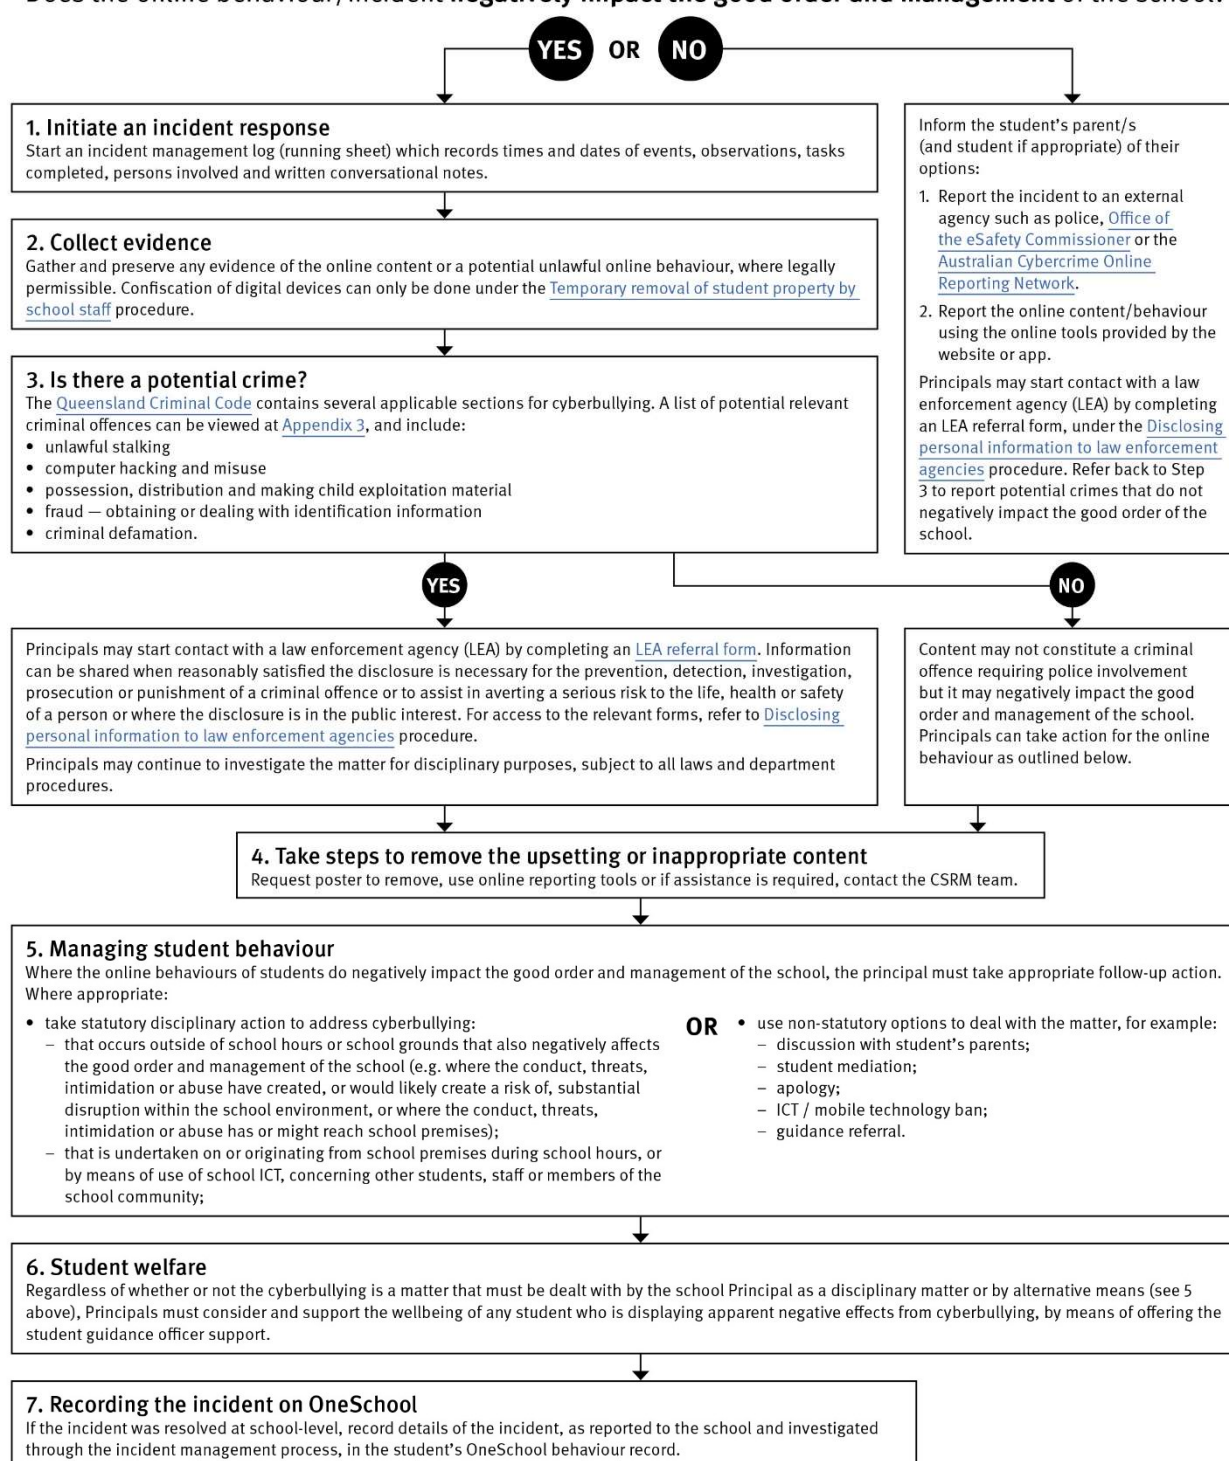 Does the online behaviour/incident negatively impact the good order and management of the school?
YES OR NO
1. Initiate an incident response
Start an incident management log (running sheet) which records times and dates of events, observations, tasks
completed, persons involved and written conversational notes.
2. Collect evidence
Gather and preserve any evidence of the online content or a potential unlawful online behaviour, where legally
permissible. Confiscation of digital devices can only be done under the Temporary removal of student property by
school staff procedure.
3. Is there a potential crime?
The Queensland Criminal Code contains several applicable sections for cyberbullying. A list of potential relevant
criminal offences can be viewed at Appendix 3, and include:
• unlawful stalking
• computer hacking and misuse
• possession, distribution and making child exploitation material
• fraud — obtaining or dealing with identification information
• criminal defamation.
Inform the student's parent/s
(and student if appropriate) of their
options:
1. Report the incident to an external
agency such as police, Office of
the eSafety Commissioner or the
Australian Cybercrime Online
Reporting Network.
2. Report the online content/behaviour
using the online tools provided by the
website or app.
Principals may start contact with a law
enforcement agency (LEA) by completing
an LEA referral form, under the Disclosing
personal information to law enforcement
agencies procedure. Refer back to Step
3 to report potential crimes that do not
negatively impact the good order of the
school.
YES
NO
Principals may start contact with a law enforcement agency (LEA) by completing an LEA referral form. Information
can be shared when reasonably satisfied the disclosure is necessary for the prevention, detection, investigation,
prosecution or punishment of a criminal offence or to assist in averting a serious risk to the life, health or safety
of a person or where the disclosure is in the public interest. For access to the relevant forms, refer to Disclosing
personal information to law enforcement agencies procedure.
Principals may continue to investigate the matter for disciplinary purposes, subject to all laws and department
procedures.
Content may not constitute a criminal
offence requiring police involvement
but it may negatively impact the good
order and management of the school.
Principals can take action for the online
behaviour as outlined below.
4. Take steps to remove the upsetting or inappropriate content
Request poster to remove, use online reporting tools or if assistance is required, contact the CSRM team.
5. Managing student behaviour
Where the online behaviours of students do negatively impact the good order and management of the school, the principal must take appropriate follow-up action.
Where appropriate:
• take statutory disciplinary action to address cyberbullying:
– that occurs outside of school hours or school grounds that also negatively affects
the good order and management of the school (e.g. where the conduct, threats,
intimidation or abuse have created, or would likely create a risk of, substantial
disruption within the school environment, or where the conduct, threats,
intimidation or abuse has or might reach school premises);
– that is undertaken on or originating from school premises during school hours, or
by means of use of school ICT, concerning other students, staff or members of the
school community;
OR
• use non-statutory options to deal with the matter, for example:
– discussion with student's parents;
– student mediation;
– apology;
– ICT / mobile technology ban;
– guidance referral.
6. Student welfare
Regardless of whether or not the cyberbullying is a matter that must be dealt with by the school Principal as a disciplinary matter or by alternative means (see 5
above), Principals must consider and support the wellbeing of any student who is displaying apparent negative effects from cyberbullying, by means of offering the
student guidance officer support.
7. Recording the incident on OneSchool
If the incident was resolved at school-level, record details of the incident, as reported to the school and investigated
through the incident management process, in the student's OneSchool behaviour record.